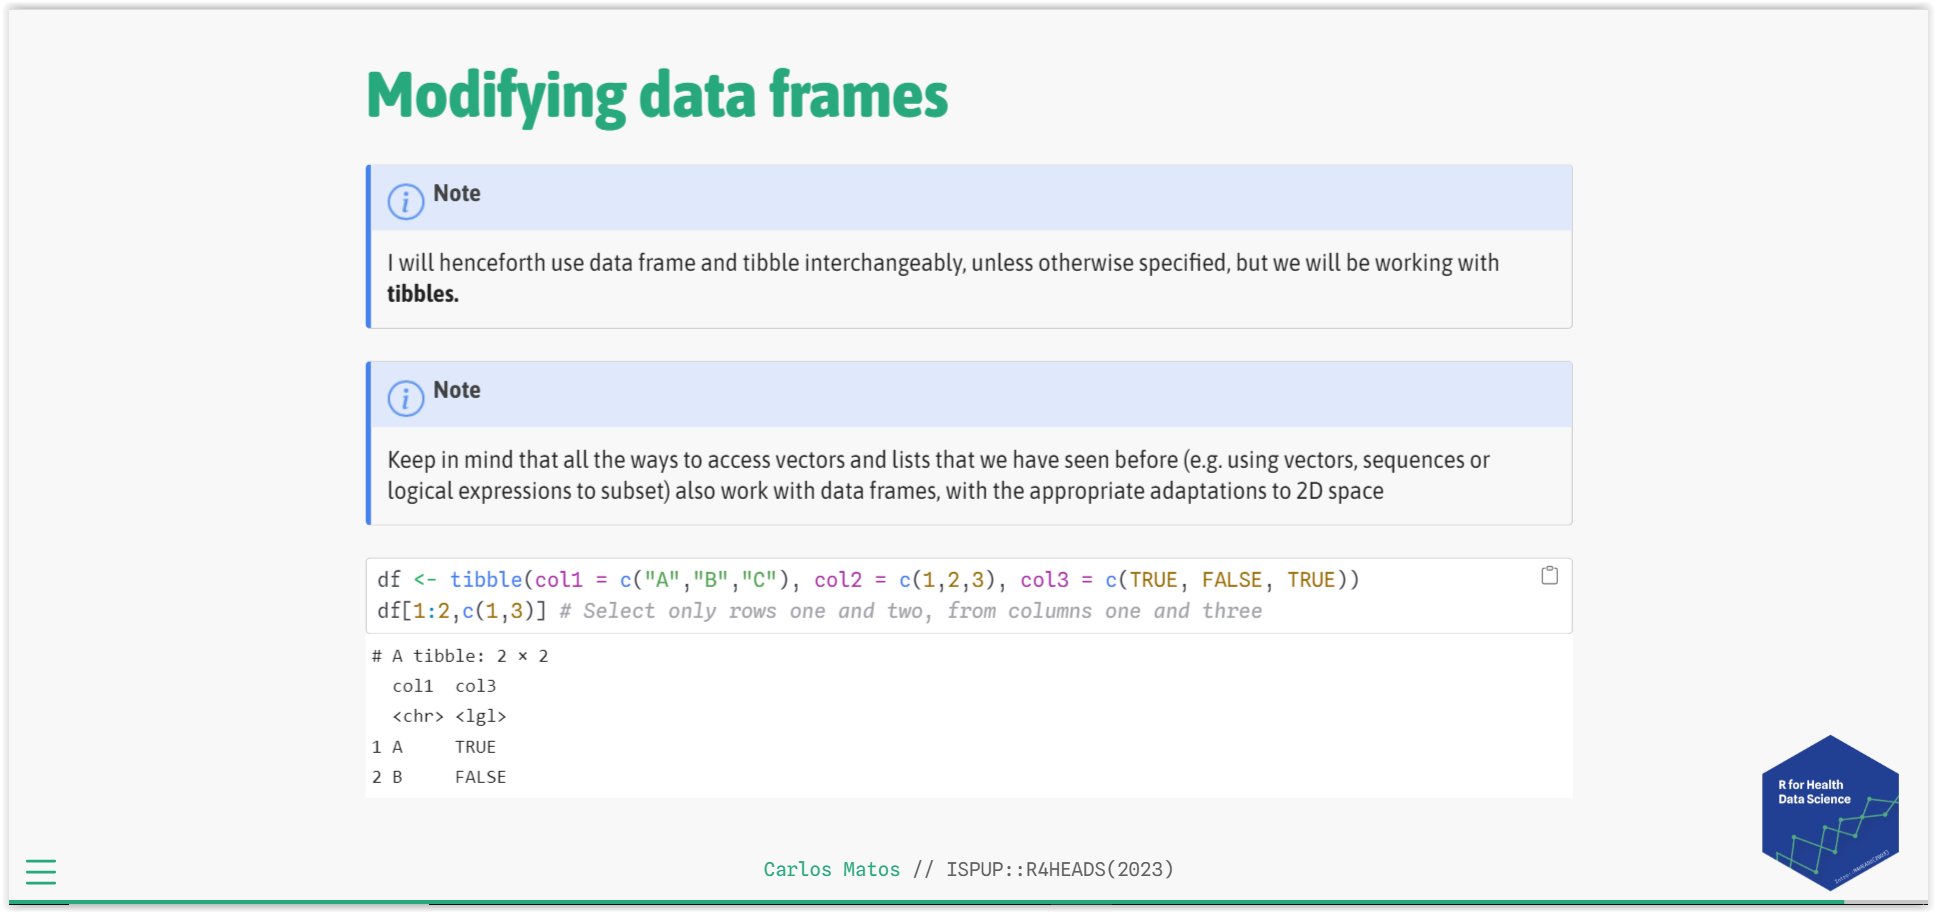 Modifying data frames
Note
I will henceforth use data frame and tibble interchangeably, unless otherwise specified, but we will be working with
tibbles.
Note
Keep in mind that all the ways to access vectors and lists that we have seen before (e.g. using vectors, sequences or
logical expressions to subset) also work with data frames, with the appropriate adaptations to 2D space
df <- tibble(col1 = c("A","B","C"), col2 = c(1,2,3), col3 = c(TRUE, FALSE, TRUE))
df[1:2,c(1,3)] # Select only rows one and two, from columns one and three
# A tibble: 2 × 2
col1 col3
<chr> <lgl>
1 A TRUE
2 B FALSE
R for Health
Data Science
Carlos Matos // ISPUP::R4HEADS(2023)